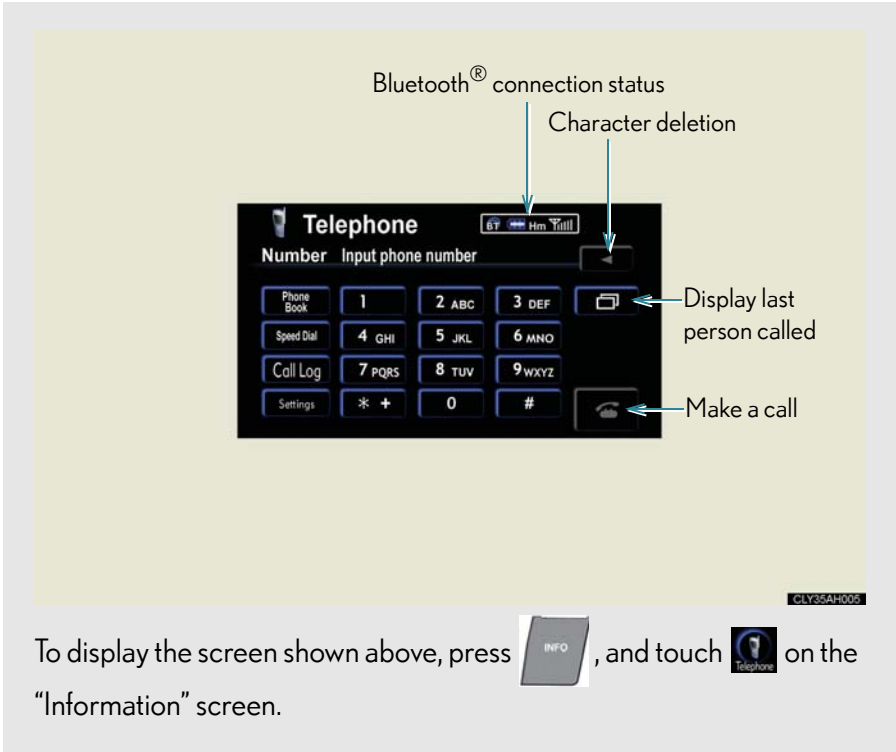 Bluetooth® connection status
Character deletion
Telephone
BT Hm
Number Input phone number
Phone Book 1 2 ABC 3 DEF
Display last person called
Speed Dial 4 GHI 5 JKL 6 MNO
Call Log 7 PQRS 8 TUV 9 WXYZ
Settings * + 0 #
Make a call
CLY35AH005
To display the screen shown above, press INFO , and touch Telephone on the
“Information” screen.